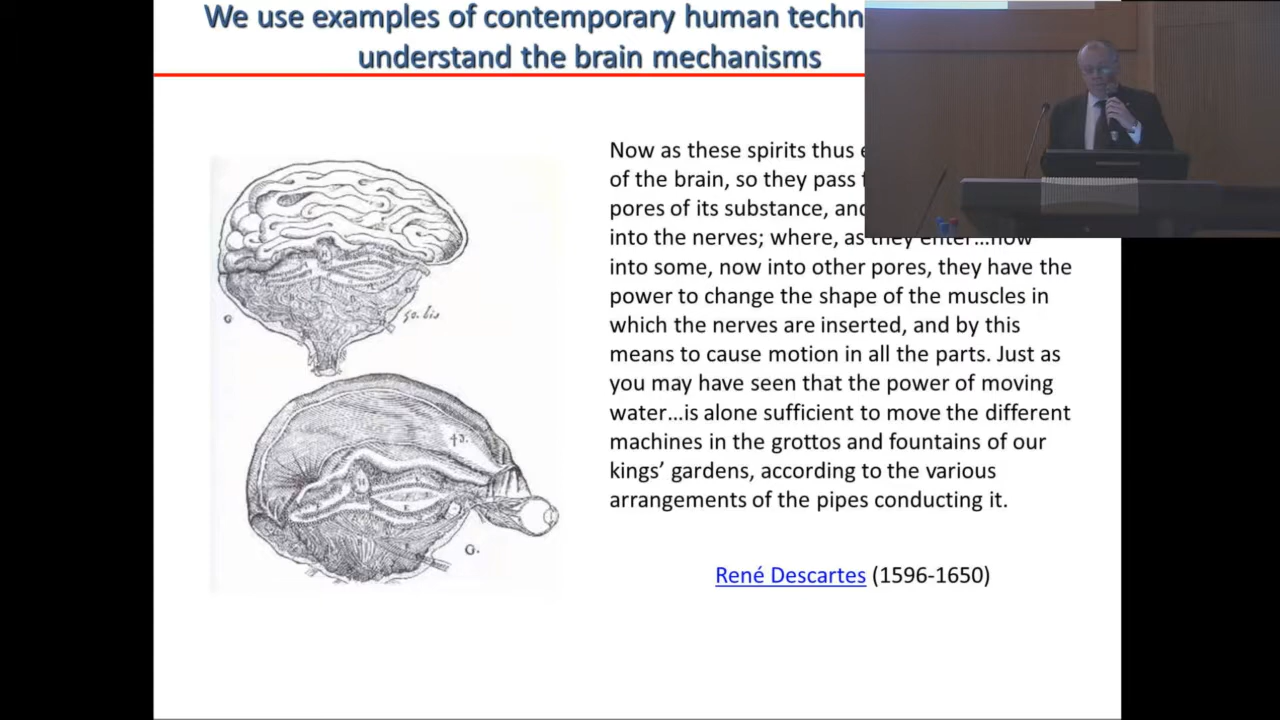 We use examples of contemporary human techn
understand the brain mechanisms
Now as these spirits thus
of the brain, so they pass
pores of its substance, and
into the nerves; where, as they enter...now
into some, now into other pores, they have the
power to change the shape of the muscles in
which the nerves are inserted, and by this
means to cause motion in all the parts. Just as
you may have seen that the power of moving
water...is alone sufficient to move the different
machines in the grottos and fountains of our
kings’ gardens, according to the various
arrangements of the pipes conducting it.
René Descartes (1596-1650)
50. bis
G.